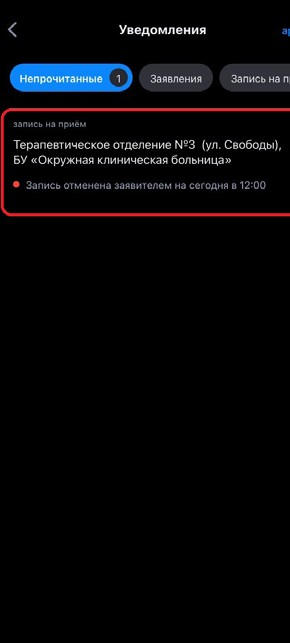 Уведомления
Непрочитанные 1
Заявления
Запись на
запись на приём
Терапевтическое отделение №3 (ул. Свободы),
БУ «Окружная клиническая больница»
Запись отменена заявителем на сегодня в 12:00